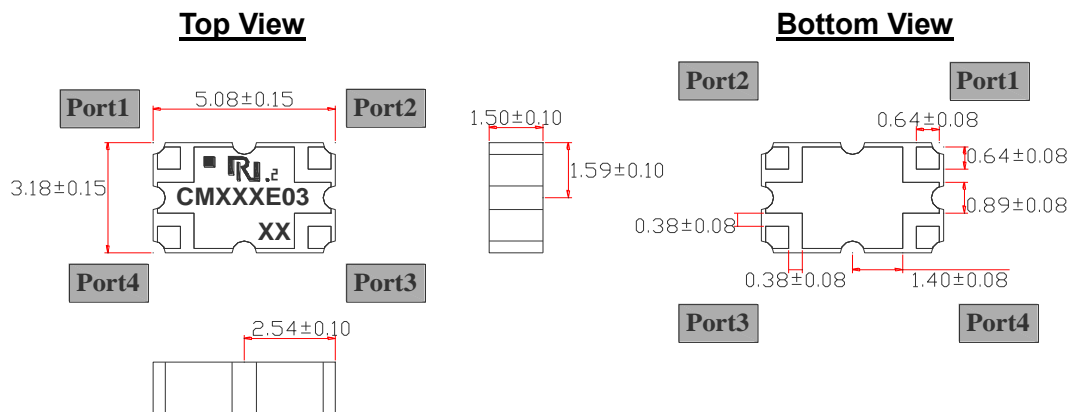 Top View
Bottom View
Port1
5.08±0.15
Port2
3.18±0.15
CMXXXE03
XX
Port4
Port3
2.54±0.10
1.50±0.10
1.59±0.10
Port2
Port1
0.64±0.08
0.64±0.08
0.89±0.08
0.38±0.08
0.38±0.08
1.40±0.08
Port3
Port4